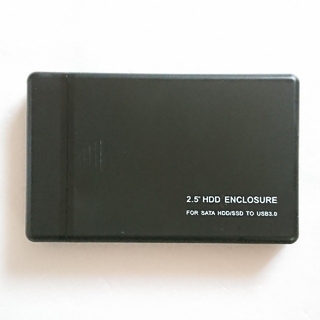 2.5" HDD ENCLOSURE
FOR SATA HDD/SSD TO USB3.0